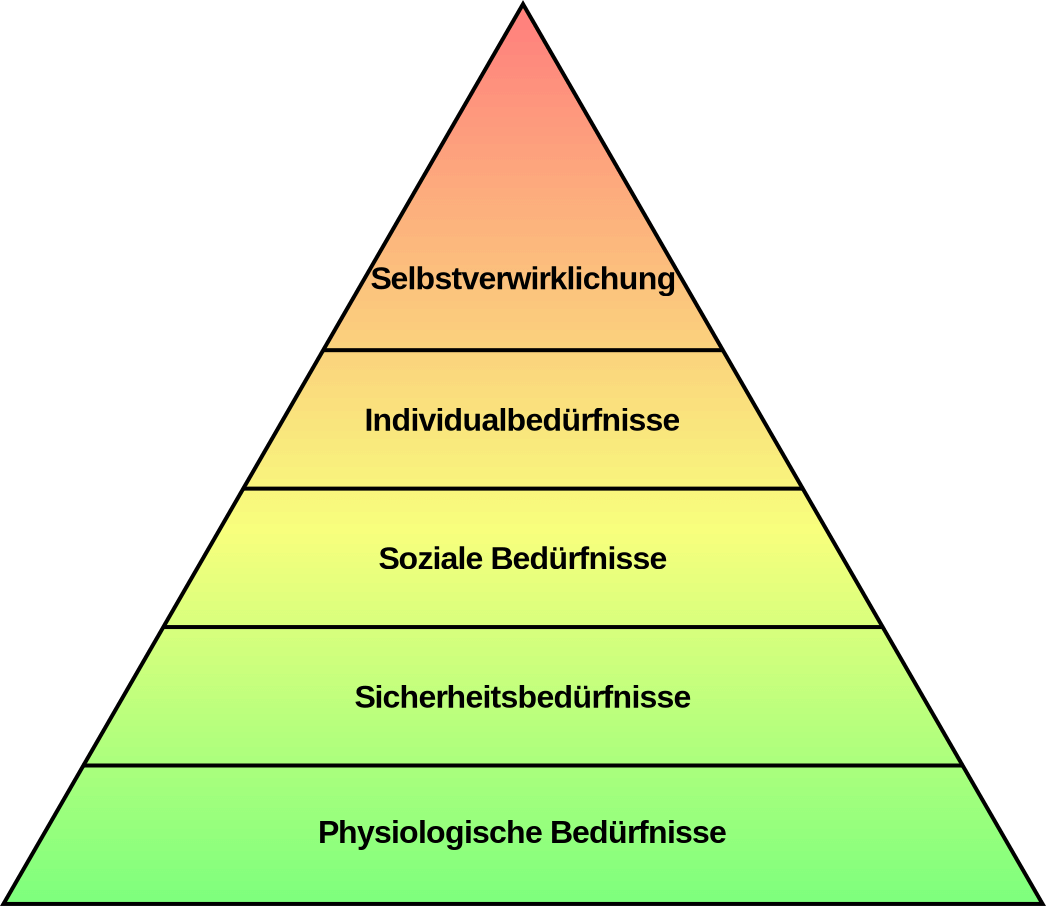 Selbstverwirklichung
Individualbedürfnisse
Soziale Bedürfnisse
Sicherheitsbedürfnisse
Physiologische Bedürfnisse